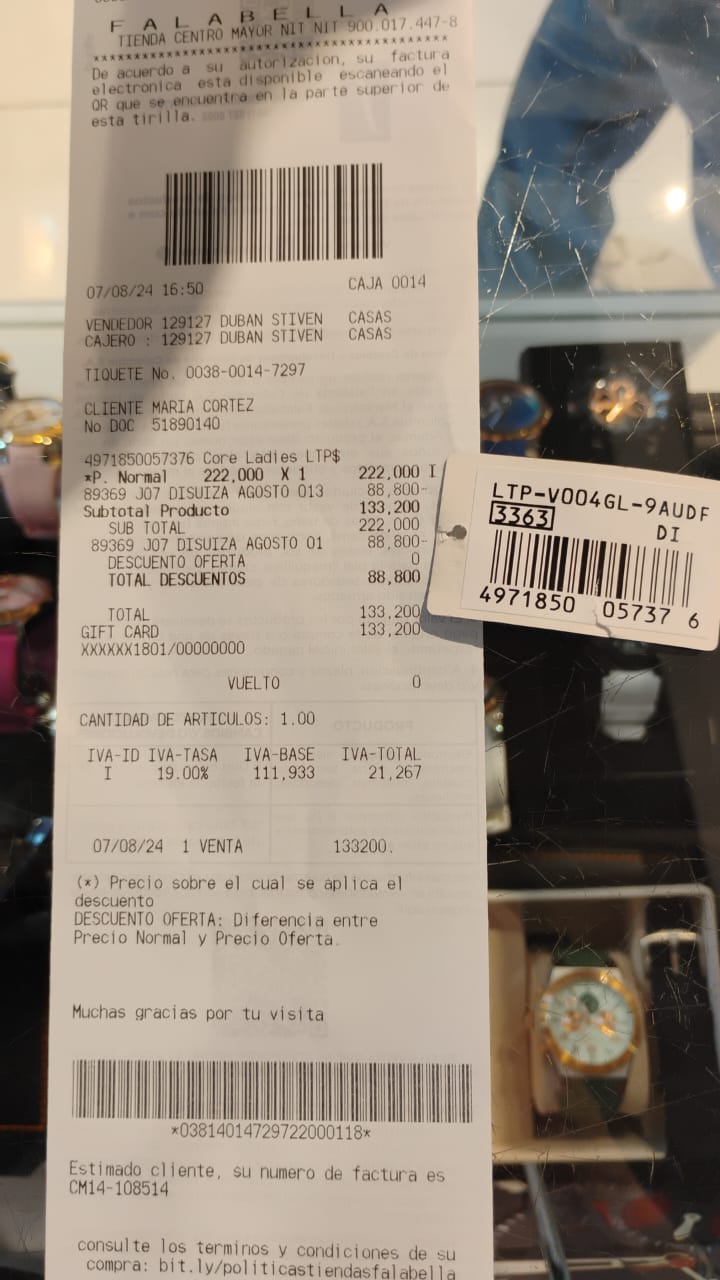 F A L A B E L L A
TIENDA CENTRO MAYOR NIT NIT 900.017.447-8
De acuerdo a su autorizacion, su factura
electronica esta disponible escaneando el
QR que se encuentra en la parte superior de
esta tirilla.
07/08/24 16:50 CAJA 0014
VENDEDOR 129127 DUBAN STIVEN CASAS
CAJERO : 129127 DUBAN STIVEN CASAS
TIQUETE No. 0038-0014-7297
CLIENTE MARIA CORTEZ
No DOC 51890140
4971850057376 Core Ladies LTP$
*P. Normal 222,000 X 1 222,000 I
89369 J07 DISUIZA AGOSTO 013 88,800-
Subtotal Producto 133,200
SUB TOTAL 222,000
89369 J07 DISUIZA AGOSTO 01 88,800-
DESCUENTO OFERTA 0
TOTAL DESCUENTOS 88,800
TOTAL 133,200
GIFT CARD 133,200
XXXXXX1801/00000000
VUELTO 0
CANTIDAD DE ARTICULOS: 1.00
IVA-ID IVA-TASA IVA-BASE IVA-TOTAL
I 19.00% 111,933 21,267
07/08/24 1 VENTA 133200.
(*) Precio sobre el cual se aplica el
descuento
DESCUENTO OFERTA: Diferencia entre
Precio Normal y Precio Oferta.
Muchas gracias por tu visita
*03814014729722000118*
Estimado cliente, su numero de factura es
CM14-108514
consulte los terminos y condiciones de su
compra: bit.ly/politicastiendasfalabella
LTP-V004GL-9AUDF
3363 DI
4971850 05737 6